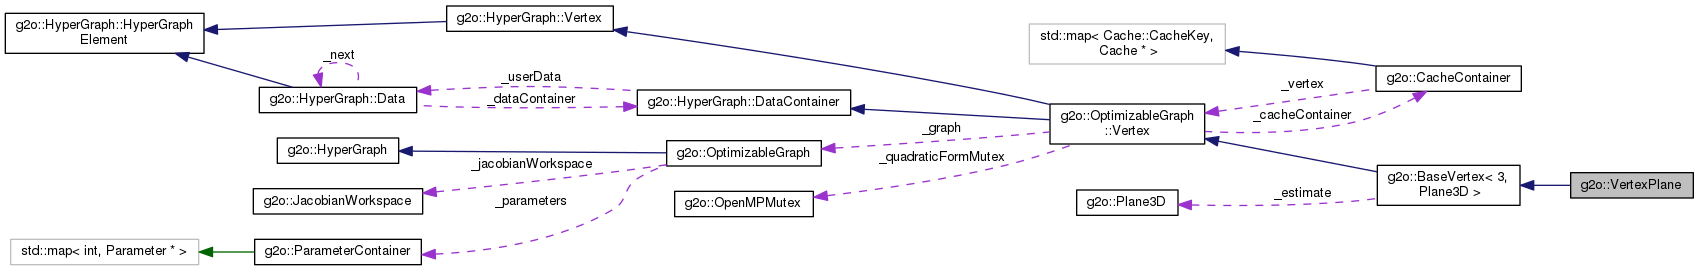 g2o::HyperGraph::HyperGraph
Element
g2o::HyperGraph::Vertex
_next
g2o::HyperGraph::Data
_userData
_dataContainer
g2o::HyperGraph::DataContainer
std::map< Cache::CacheKey,
Cache * >
g2o::CacheContainer
_vertex
_cacheContainer
g2o::OptimizableGraph
::Vertex
_graph
_quadraticFormMutex
g2o::HyperGraph
g2o::OptimizableGraph
_jacobianWorkspace
g2o::JacobianWorkspace
_parameters
g2o::OpenMPMutex
g2o::Plane3D
_estimate
g2o::BaseVertex< 3,
Plane3D >
g2o::VertexPlane
std::map< int, Parameter * >
g2o::ParameterContainer